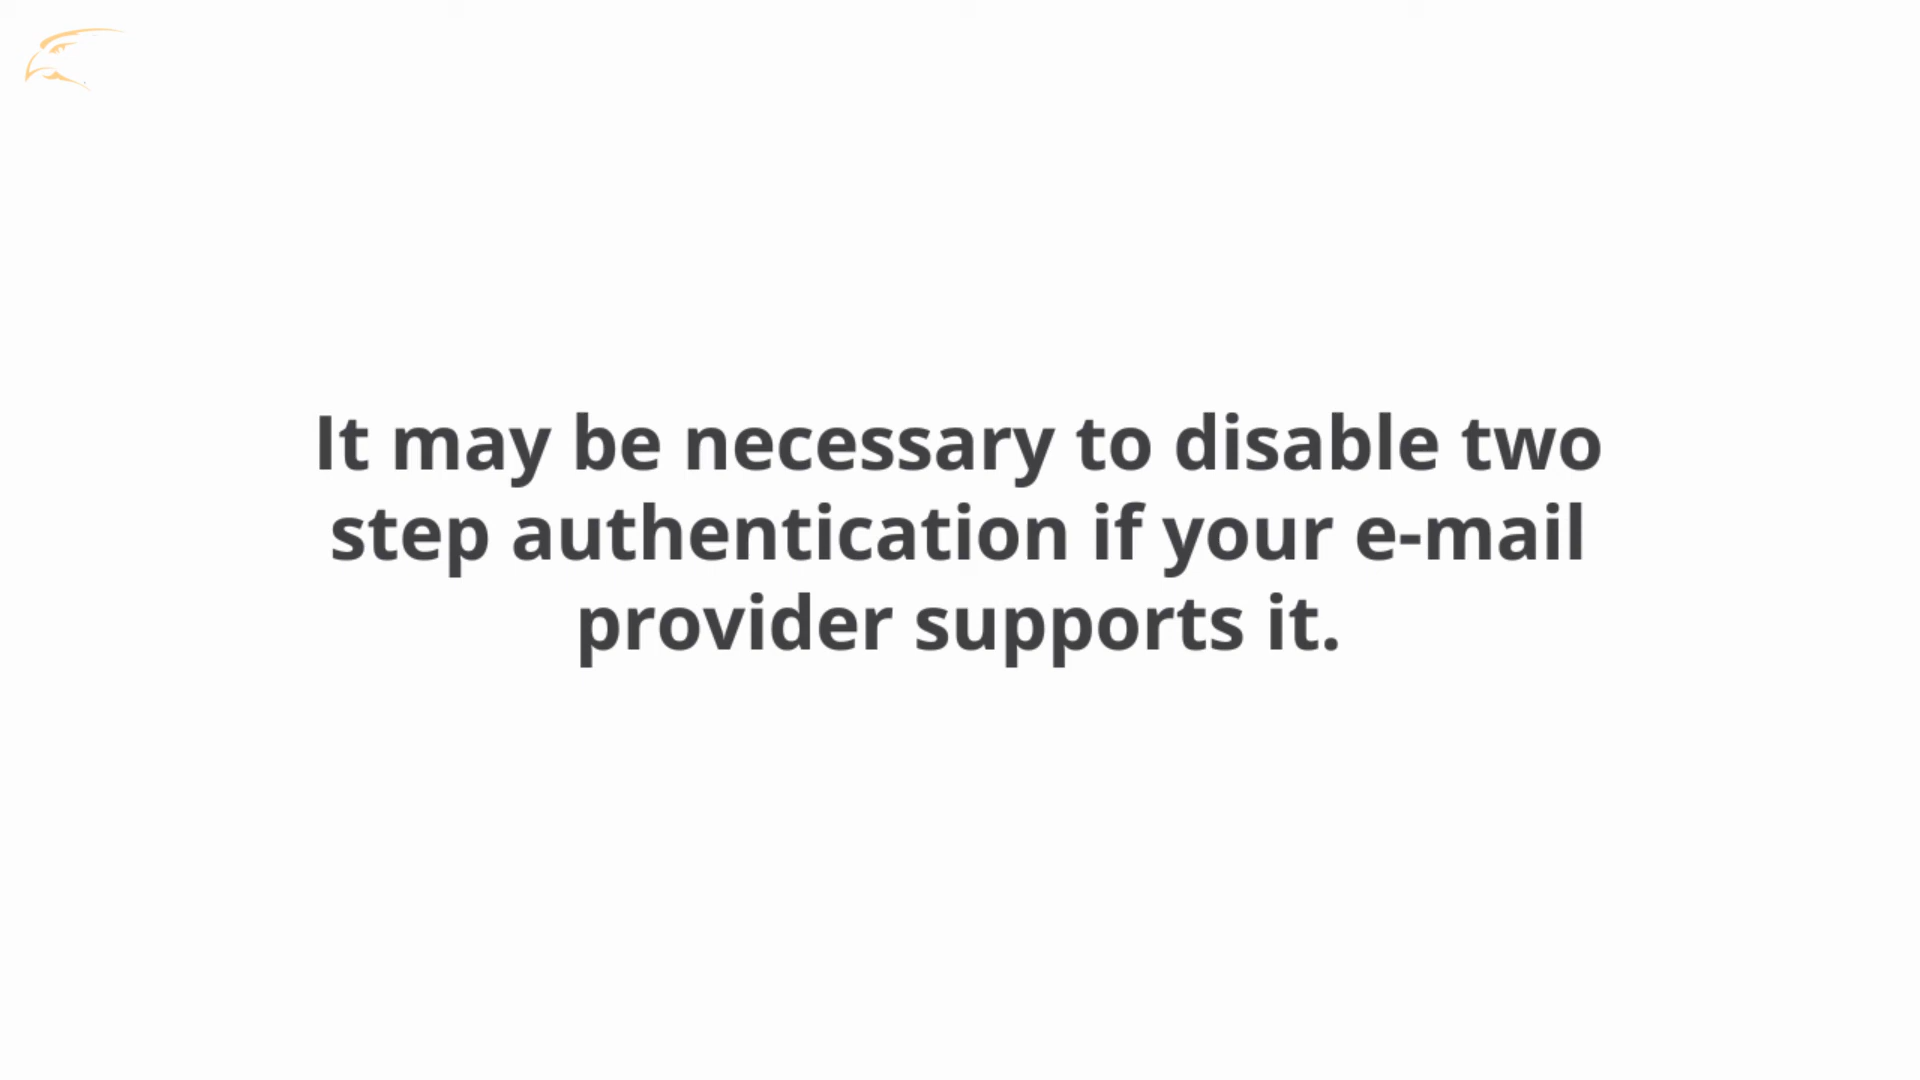 It may be necessary to disable two
step authentication if your e-mail
provider supports it.